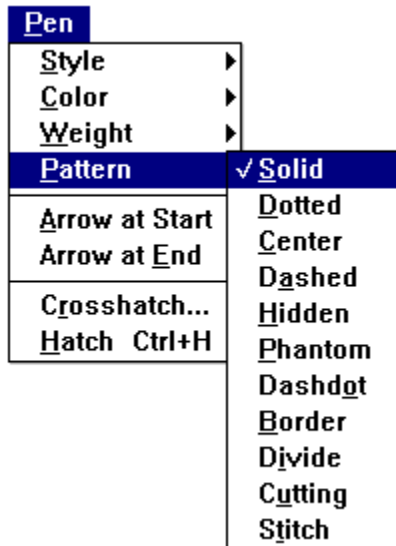 Pen
Style
Color
Weight
Pattern
Arrow at Start
Arrow at End
Crosshatch...
Hatch Ctrl+H
✓ Solid
Dotted
Center
Dashed
Hidden
Phantom
Dashdot
Border
Divide
Cutting
Stitch